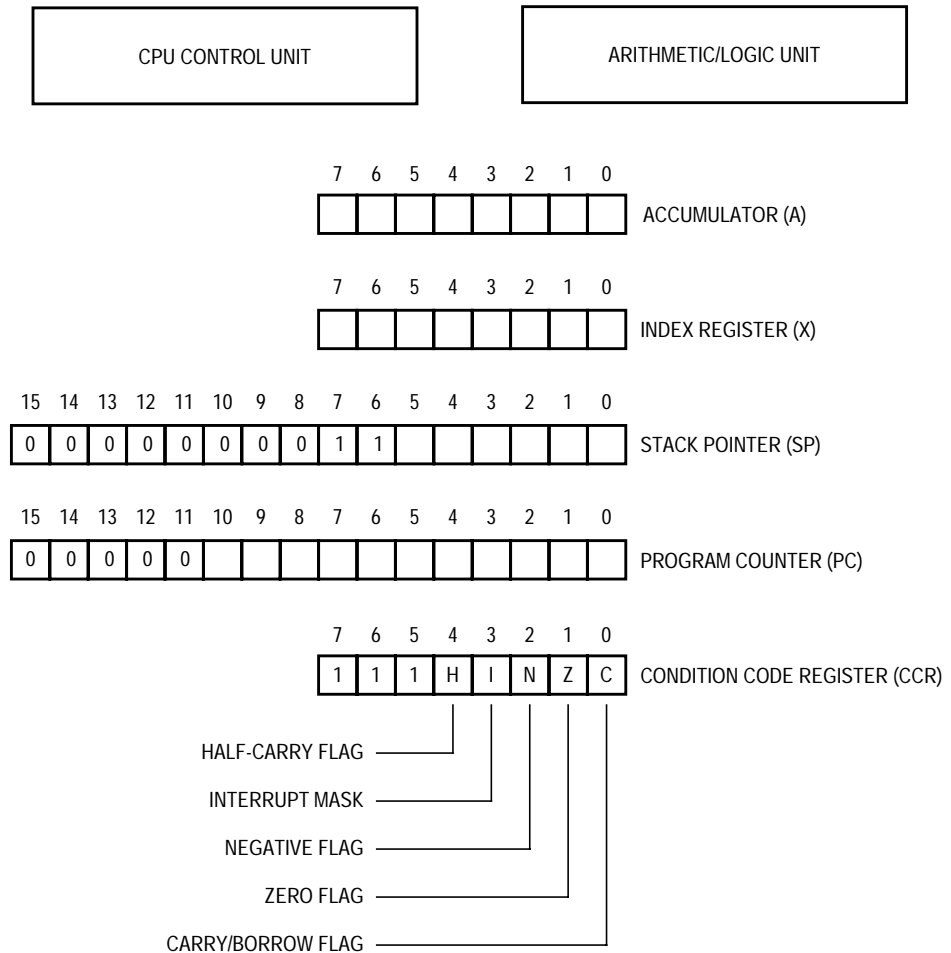 CPU CONTROL UNIT
ARITHMETIC/LOGIC UNIT
7 6 5 4 3 2 1 0
ACCUMULATOR (A)
7 6 5 4 3 2 1 0
INDEX REGISTER (X)
15 14 13 12 11 10 9 8 7 6 5 4 3 2 1 0
0 0 0 0 0 0 0 0 1 1 STACK POINTER (SP)
15 14 13 12 11 10 9 8 7 6 5 4 3 2 1 0
0 0 0 0 0 PROGRAM COUNTER (PC)
7 6 5 4 3 2 1 0
1 1 1 H I N Z C CONDITION CODE REGISTER (CCR)
HALF-CARRY FLAG
INTERRUPT MASK
NEGATIVE FLAG
ZERO FLAG
CARRY/BORROW FLAG